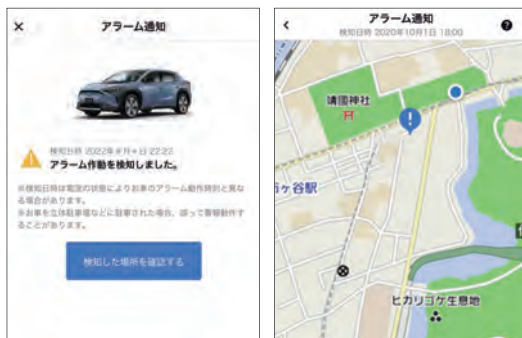 アラーム通知
検知日時 2022年※月※日 22:22
アラーム作動を検知しました。
※検知日時は電波の状態によりお車のアラーム動作時刻と異な
る場合があります。
※お車を立体駐車場などに駐車された場合、誤って警報動作す
ることがあります。
検知した場所を確認する
アラーム通知
検知日時 2020年10月1日 18:00
靖國神社
市ヶ谷駅
ヒカリゴケ生息地